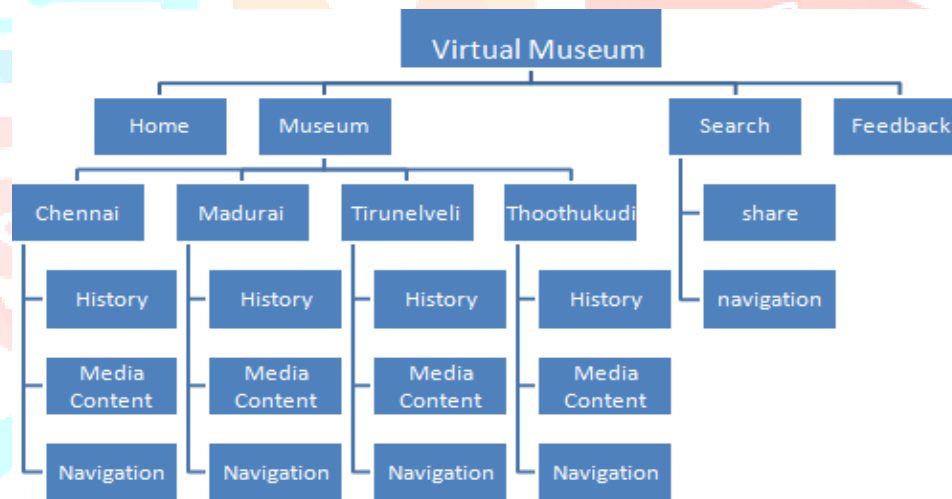 Virtual Museum
Home
Museum
Search
Feedback
Chennai
Madurai
Tirunelveli
Thoothukudi
share
History
History
History
History
navigation
Media
Content
Media
Content
Media
Content
Media
Content
Navigation
Navigation
Navigation
Navigation